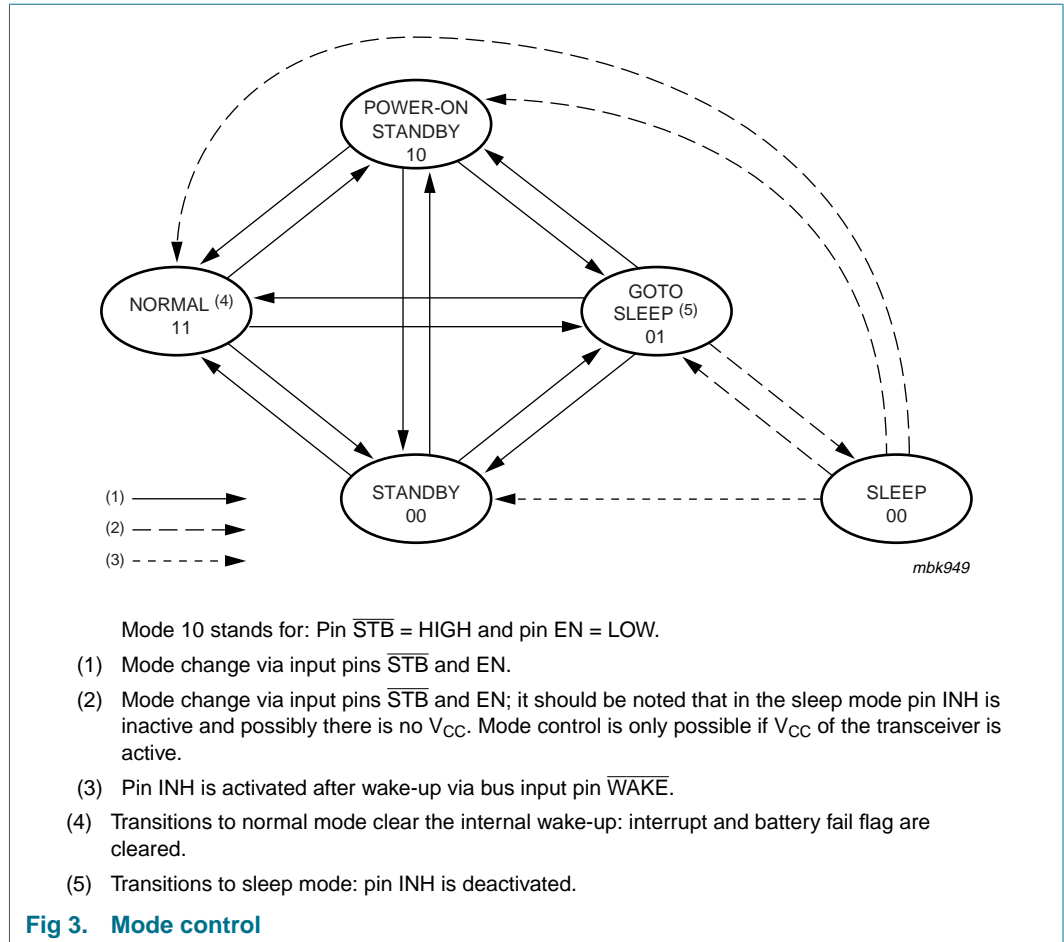 POWER-ON
STANDBY
10
NORMAL (4)
11
GOTO
SLEEP (5)
01
STANDBY
00
SLEEP
00
(1)
(2)
(3)
mbk949
Mode 10 stands for: Pin STB = HIGH and pin EN = LOW.
(1) Mode change via input pins STB and EN.
(2) Mode change via input pins STB and EN; it should be noted that in the sleep mode pin INH is
inactive and possibly there is no VCC. Mode control is only possible if VCC of the transceiver is
active.
(3) Pin INH is activated after wake-up via bus input pin WAKE.
(4) Transitions to normal mode clear the internal wake-up: interrupt and battery fail flag are
cleared.
(5) Transitions to sleep mode: pin INH is deactivated.
Fig 3. Mode control